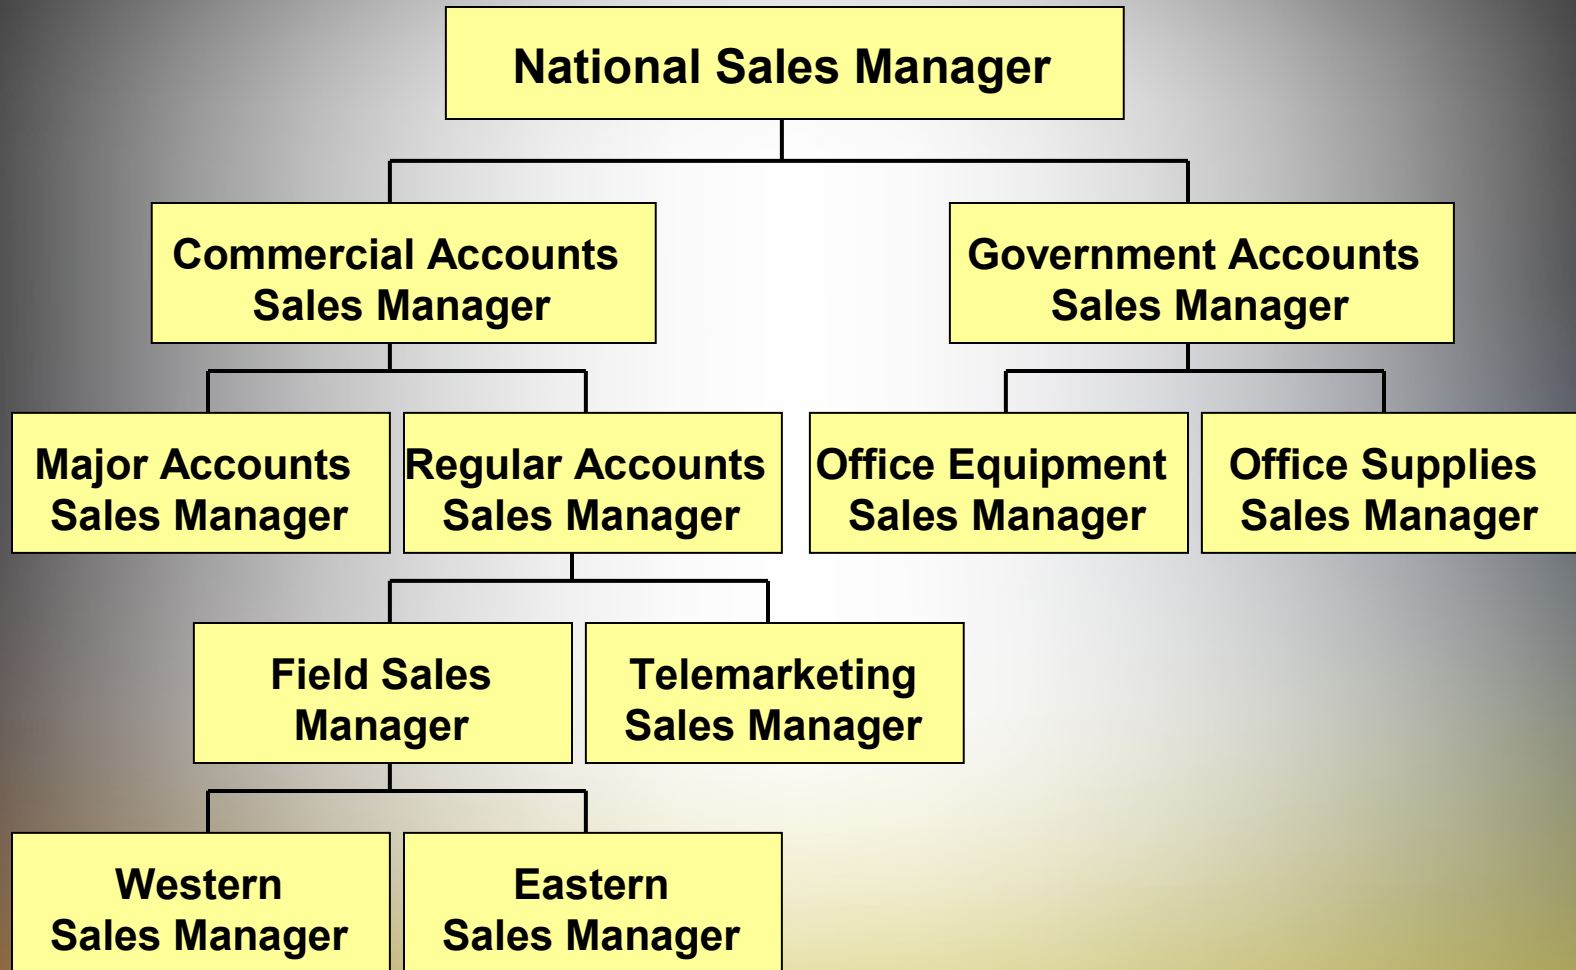 National Sales Manager
Commercial Accounts
Sales Manager
Government Accounts
Sales Manager
Major Accounts
Sales Manager
Regular Accounts
Sales Manager
Office Equipment
Sales Manager
Office Supplies
Sales Manager
Field Sales
Manager
Telemarketing
Sales Manager
Western
Sales Manager
Eastern
Sales Manager